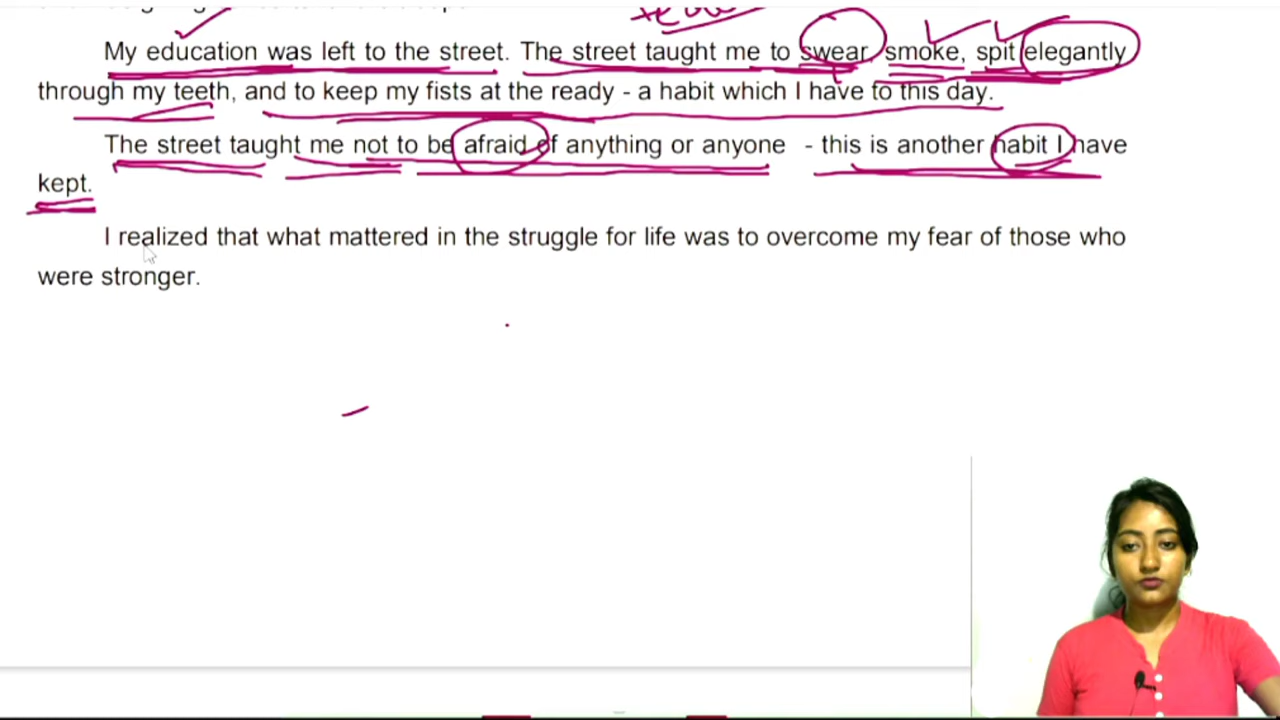 My education was left to the street. The street taught me to swear, smoke, spit elegantly
through my teeth, and to keep my fists at the ready - a habit which I have to this day.
The street taught me not to be afraid of anything or anyone - this is another habit I have
kept.
I realized that what mattered in the struggle for life was to overcome my fear of those who
were stronger.